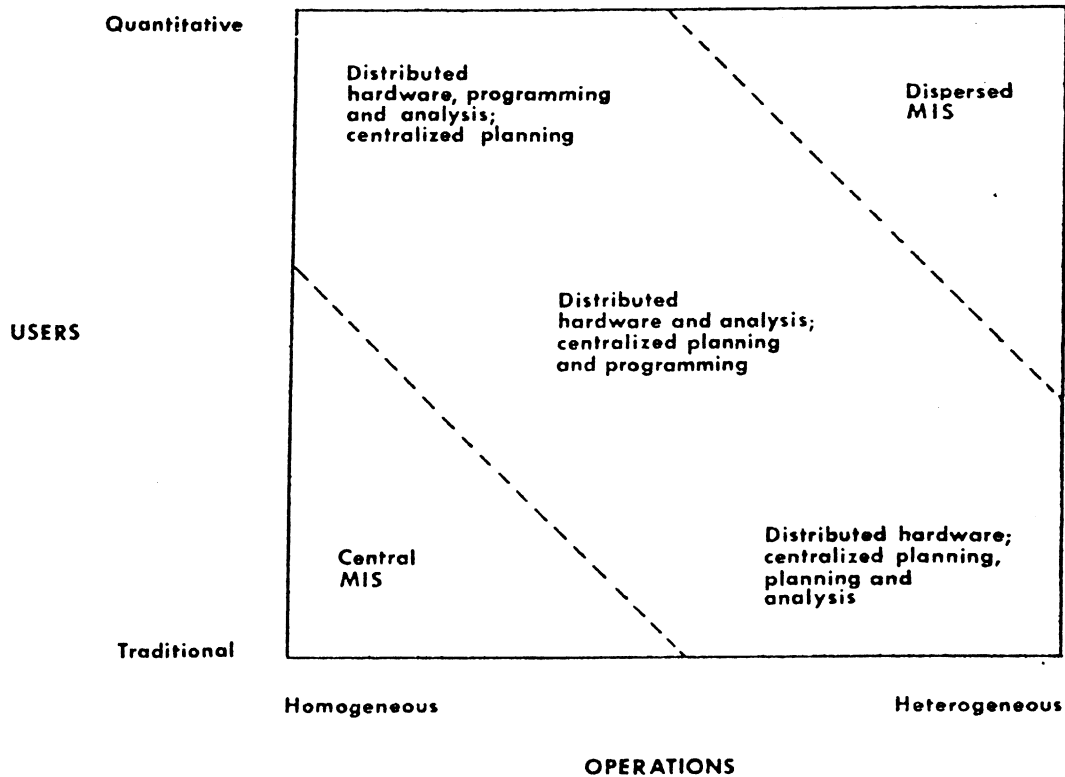 Quantitative
Distributed
hardware, programming
and analysis;
centralized planning
Dispersed
MIS
USERS
Distributed
hardware and analysis;
centralized planning
and programming
Central
MIS
Distributed hardware;
centralized planning,
planning and
analysis
Traditional
Homogeneous
Heterogeneous
OPERATIONS